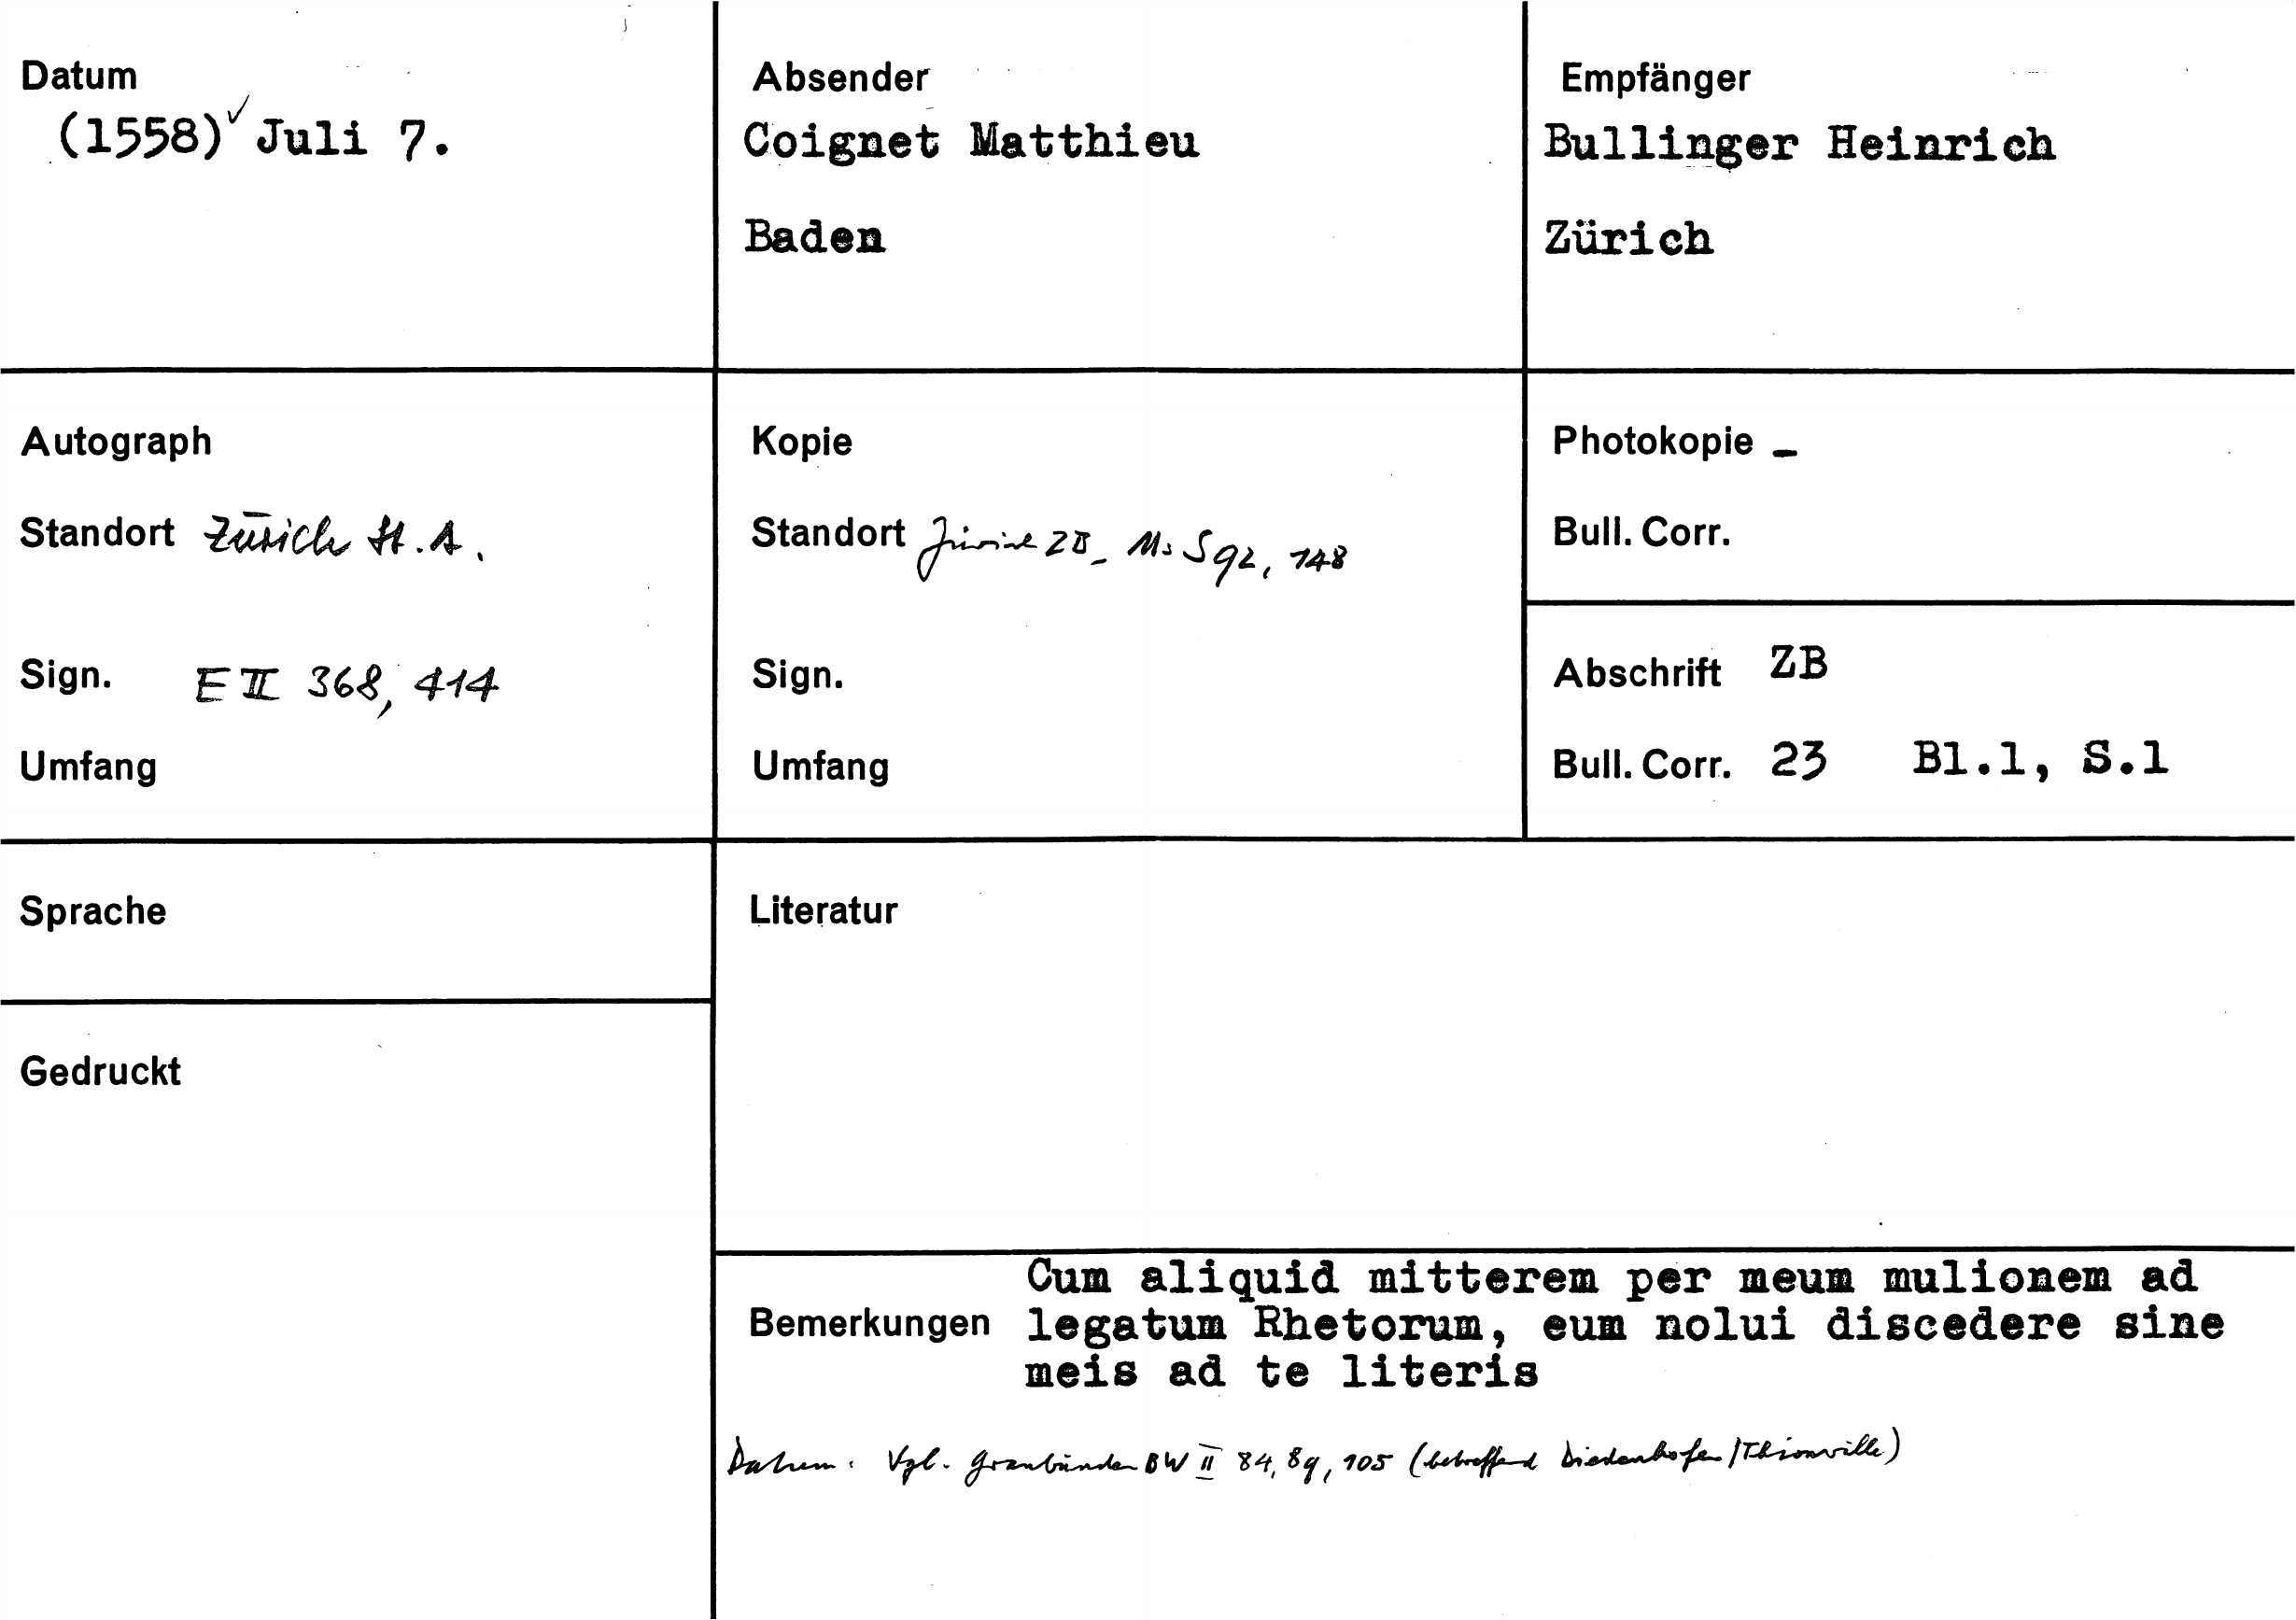 Datum
(1558)✓ Juli 7.
Absender
Coignet Matthieu
Baden
Empfänger
Bullinger Heinrich
Zürich
Autograph
Standort Zürich St.A.
Sign. E II 368, 414
Umfang
Kopie
Standort Zürich ZB_ Ms S 92, 148
Sign.
Umfang
Photokopie _
Bull. Corr.
Abschrift ZB
Bull. Corr. 23 Bl.1, S.1
Sprache
Gedruckt
Literatur
Bemerkungen
Cum aliquid mitterem per meum mulionem ad
legatum Rhetorum, eum nolui discedere sine
meis ad te literis
Datum: Vgl. Graubünden BW II 84, 89, 105 (betreffend Diedenhofen/Thionville)